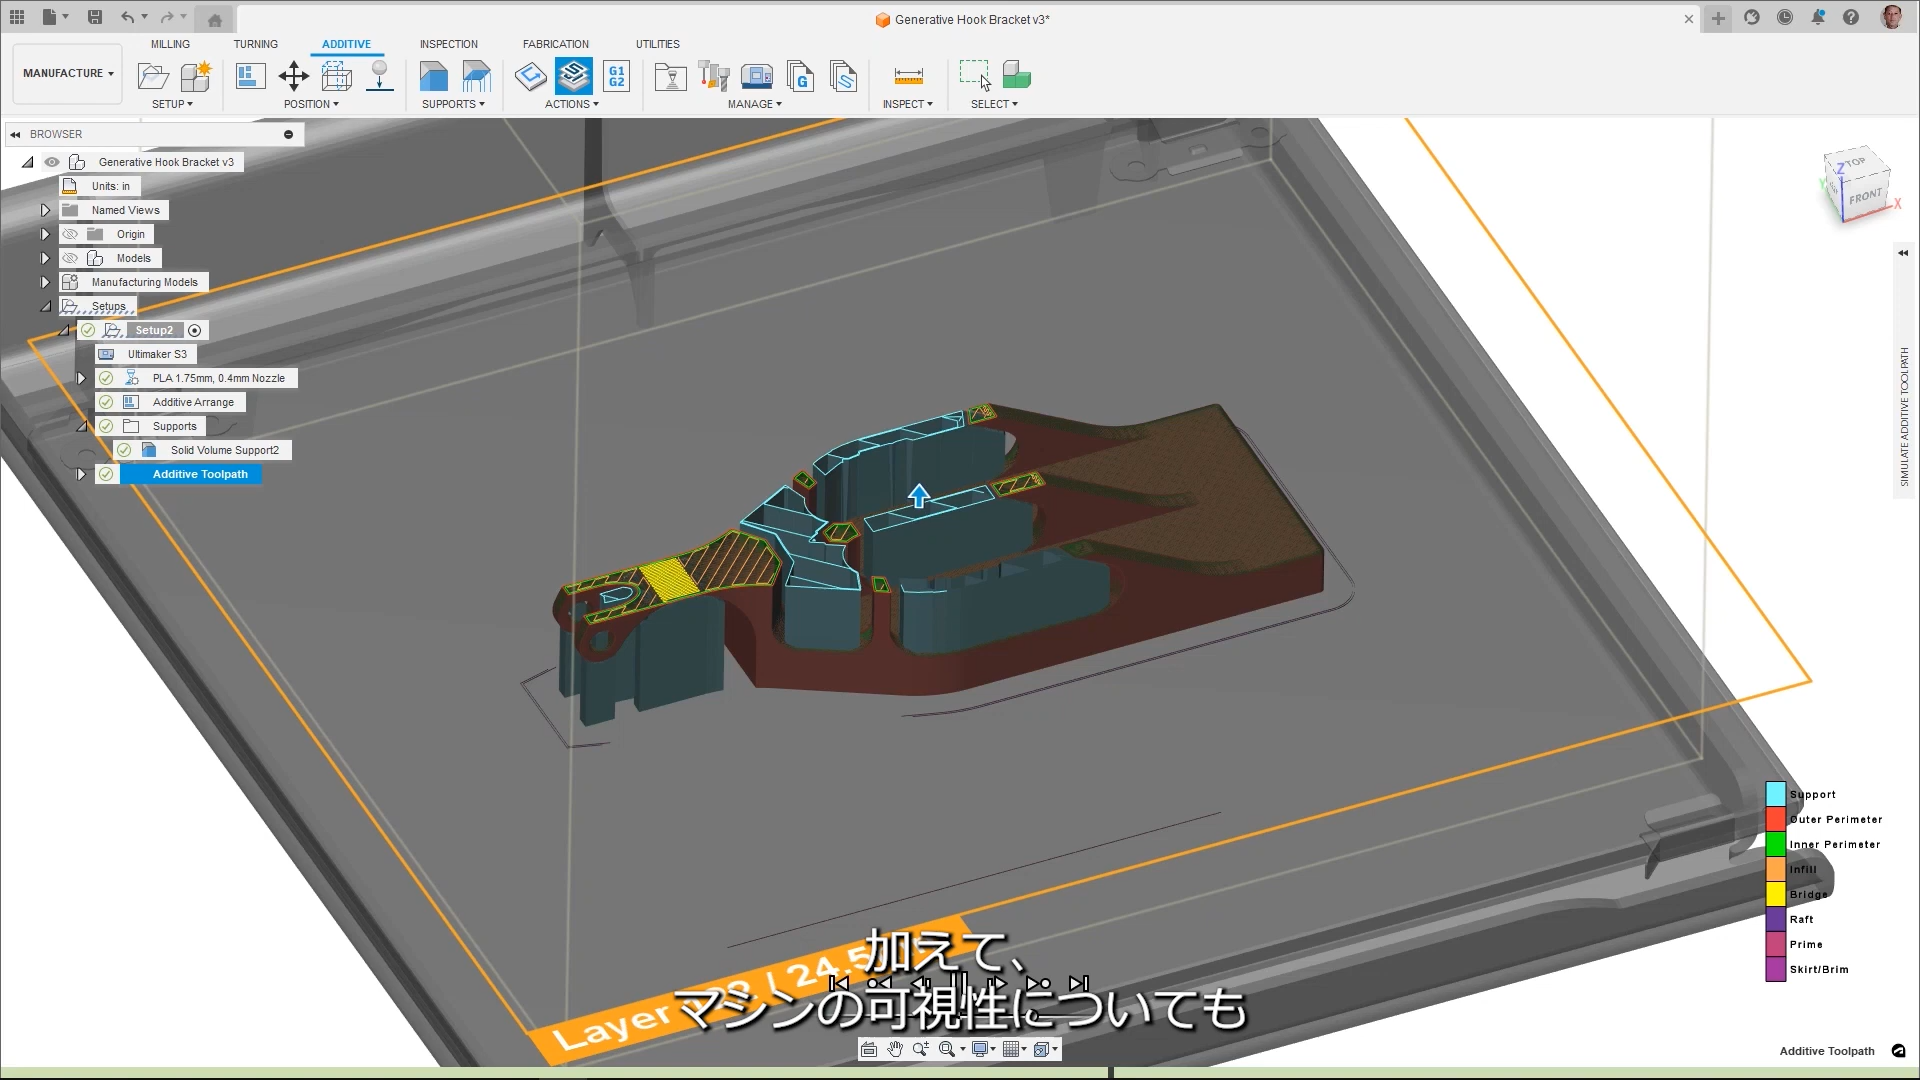 Generative Hook Bracket v3*
MILLING TURNING ADDITIVE INSPECTION FABRICATION UTILITIES
MANUFACTURE
G1
G2
G
SETUP POSITION SUPPORTS ACTIONS MANAGE INSPECT SELECT
BROWSER
Generative Hook Bracket v3
Units: in
Named Views
Origin
Models
Manufacturing Models
Setups
Setup2
Ultimaker S3
PLA 1.75mm, 0.4mm Nozzle
Additive Arrange
Supports
Solid Volume Support2
Additive Toolpath
TOP
FRONT
Z
X
SIMULATE ADDITIVE TOOLPATH
Support
Outer Perimeter
Inner Perimeter
Infill
Bridge
Raft
Prime
Skirt/Brim
Layer
加えて、
マシンの可視性についても
Additive Toolpath